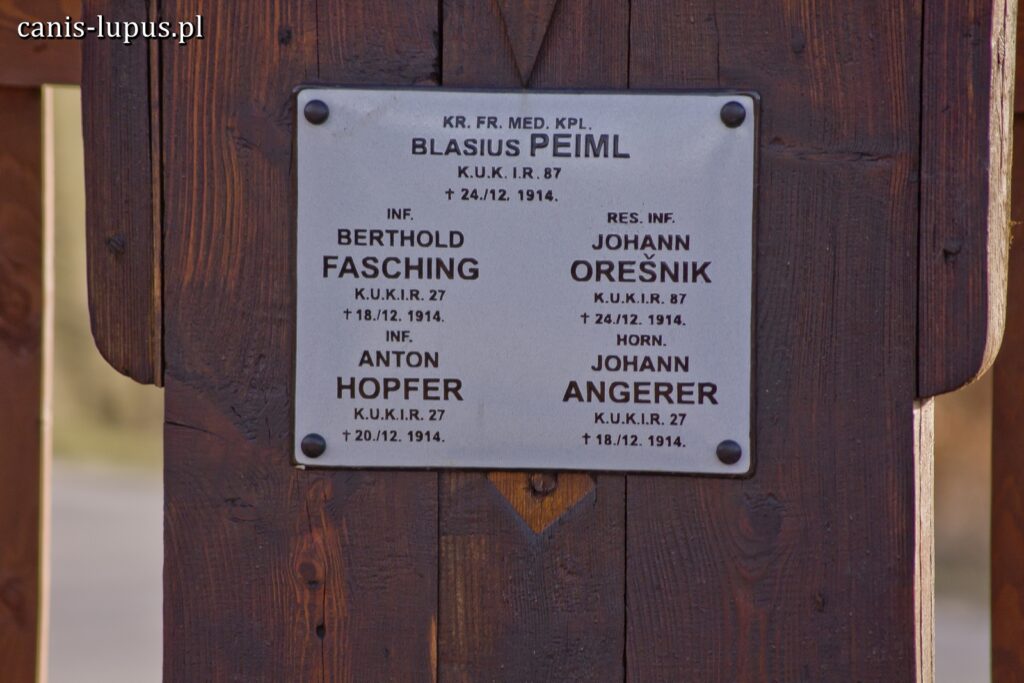 canis-lupus.pl
KR. FR. MED. KPL.
BLASIUS PEIML
K.U.K. I.R. 87
† 24./12. 1914.
INF.
BERTHOLD
FASCHING
K.U.K.I.R. 27
† 18./12. 1914.
RES. INF.
JOHANN
OREŠNIK
K.U.K.I.R. 87
† 24./12. 1914.
INF.
ANTON
HOPFER
K.U.K.I.R. 27
† 20./12. 1914.
HORN.
JOHANN
ANGERER
K.U.K.I.R. 27
† 18./12. 1914.